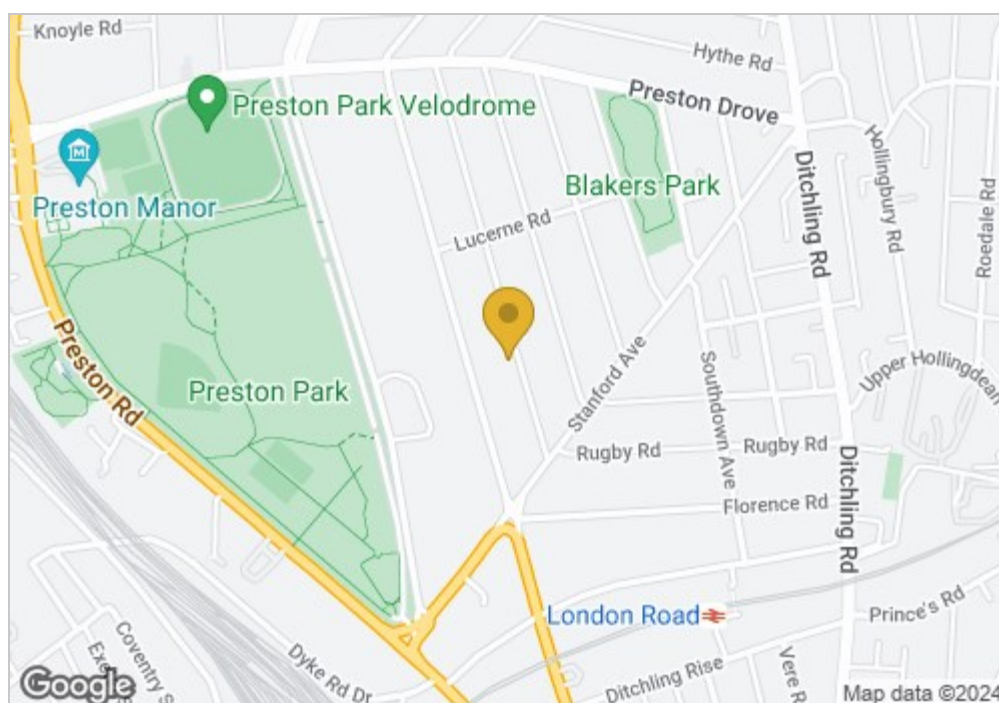 Knoyle Rd
Hythe Rd
Preston Park Velodrome
Preston Drove
Preston Manor
Blakers Park
Ditchling Rd
Hollingbury Rd
Roedale Rd
Lucerne Rd
Preston Rd
Preston Park
Stanford Ave
Southdown Ave
Upper Hollingdean
Rugby Rd
Rugby Rd
Florence Rd
Ditchling Rd
London Road
Prince's Rd
Coventry S
Exe
Dyke Rd Dr
Ditchling Rise
Vere R
Google
Map data ©2024